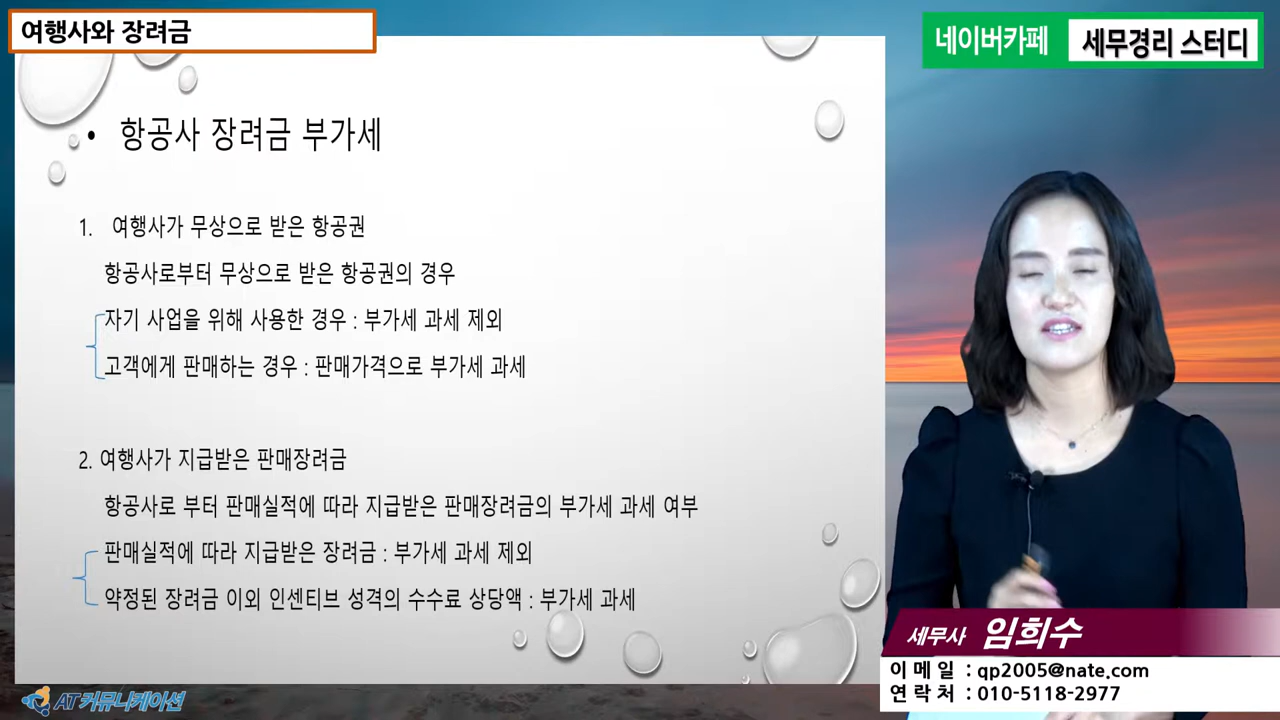 여행사와 장려금
네이버카페 세무경리 스터디
• 항공사 장려금 부가세
1. 여행사가 무상으로 받은 항공권
항공사로부터 무상으로 받은 항공권의 경우
자기 사업을 위해 사용한 경우 : 부가세 과세 제외
고객에게 판매하는 경우 : 판매가격으로 부가세 과세
2. 여행사가 지급받은 판매장려금
항공사로 부터 판매실적에 따라 지급받은 판매장려금의 부가세 과세 여부
판매실적에 따라 지급받은 장려금 : 부가세 과세 제외
약정된 장려금 이외 인센티브 성격의 수수료 상당액 : 부가세 과세
세무사 임희수
이 메 일 : qp2005@nate.com
연 락 처 : 010-5118-2977
AT커뮤니케이션